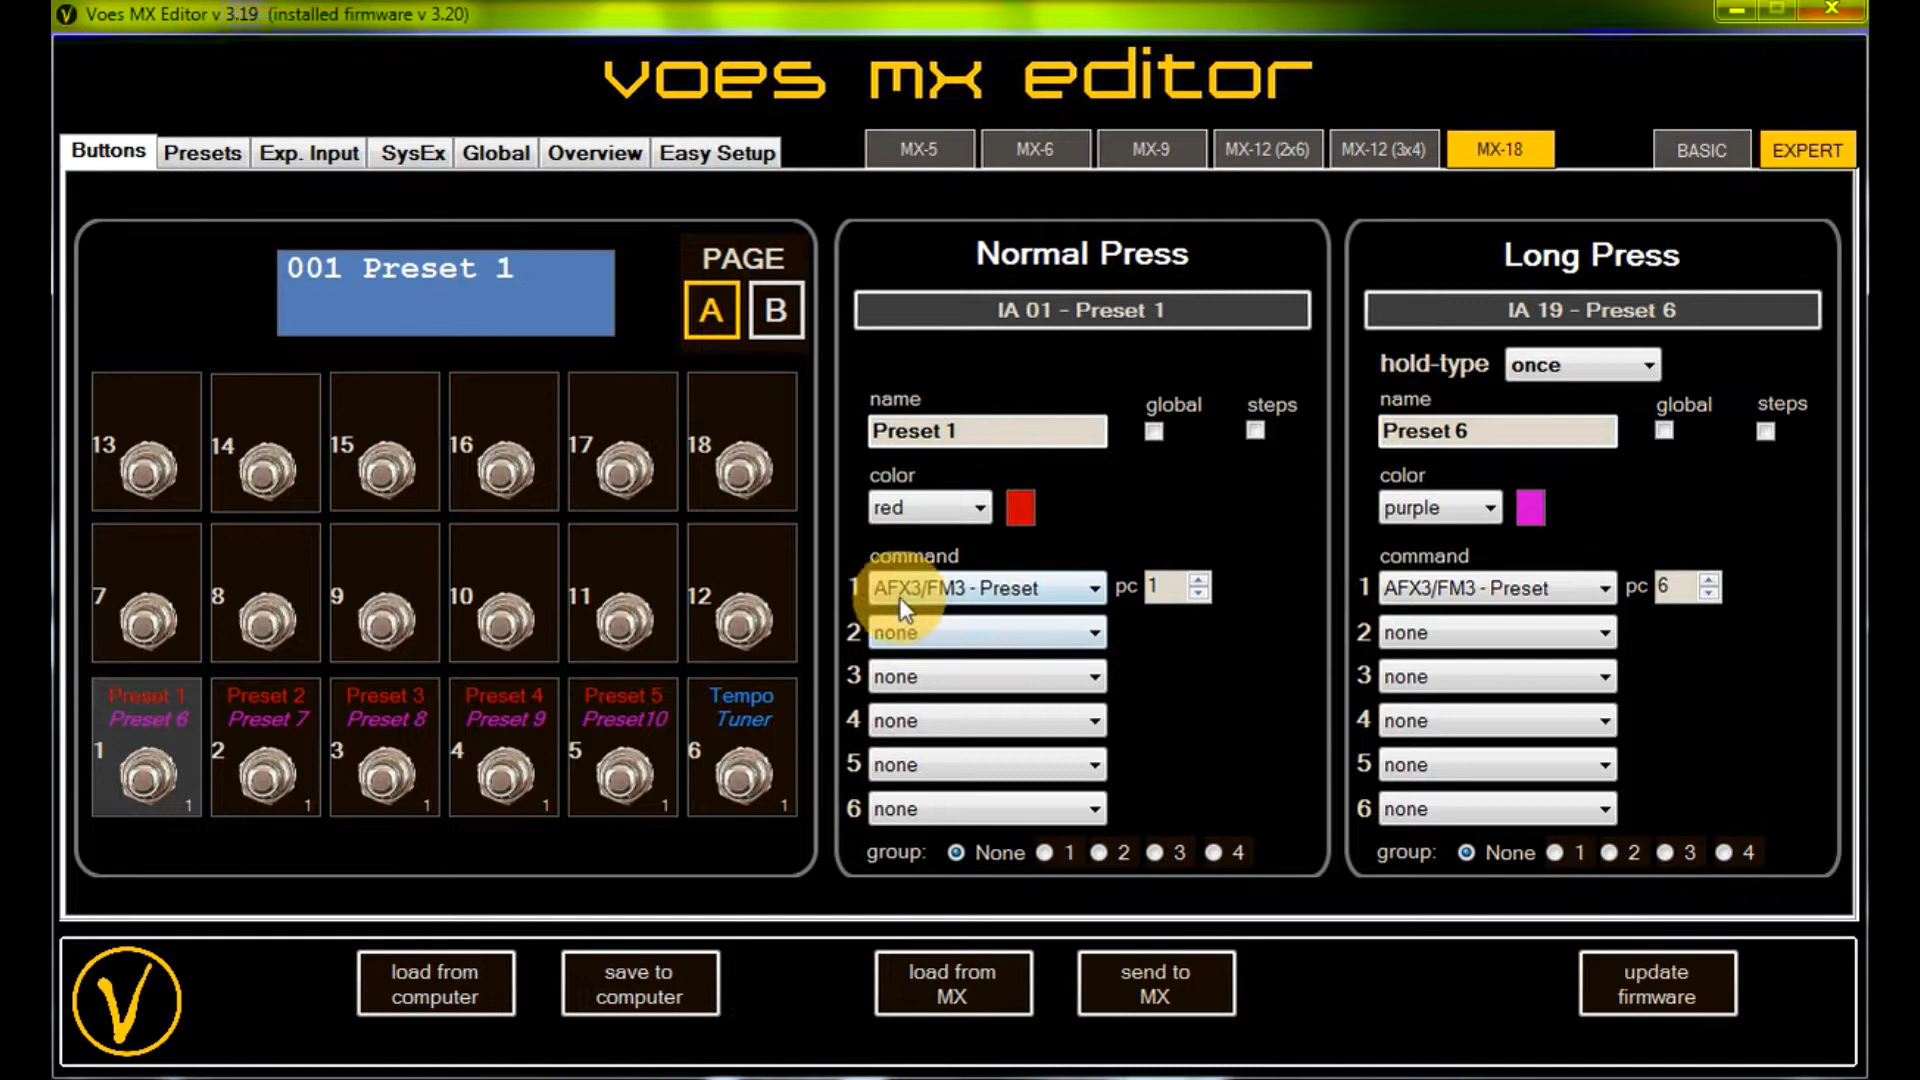 Voes MX Editor v 3.19 (installed firmware v 3.20)
voes mx editor
Buttons Presets Exp. Input SysEx Global Overview Easy Setup
MX-5 MX-6 MX-9 MX-12 (2x6) MX-12 (3x4) MX-18 BASIC EXPERT
001 Preset 1
PAGE
A B
13 14 15 16 17 18
7 8 9 10 11 12
Preset 1 Preset 2 Preset 3 Preset 4 Preset 5 Tempo
Preset 6 Preset 7 Preset 8 Preset 9 Preset10 Tuner
1 2 3 4 5 6
1 1 1 1 1 1
Normal Press
IA 01 - Preset 1
name global steps
Preset 1
color
red
command
1 AFX3/FM3 - Preset pc 1
2 none
3 none
4 none
5 none
6 none
group: None 1 2 3 4
Long Press
IA 19 - Preset 6
hold-type once
name global steps
Preset 6
color
purple
command
1 AFX3/FM3 - Preset pc 6
2 none
3 none
4 none
5 none
6 none
group: None 1 2 3 4
V
load from
computer
save to
computer
load from
MX
send to
MX
update
firmware